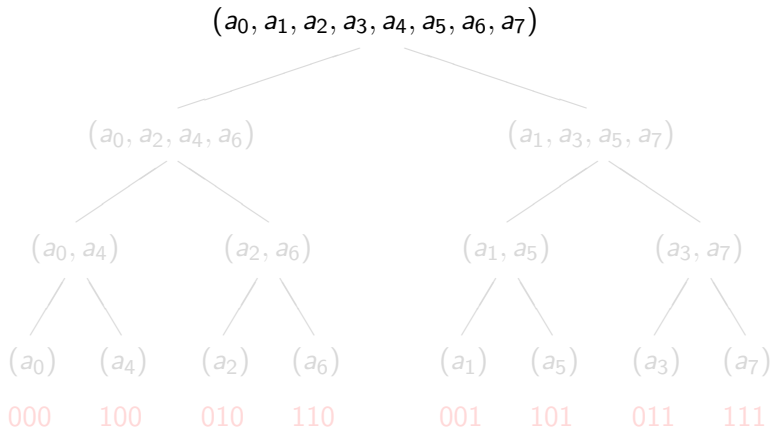 (a₀, a₁, a₂, a₃, a₄, a₅, a₆, a₇)
(a₀, a₂, a₄, a₆) (a₁, a₃, a₅, a₇)
(a₀, a₄) (a₂, a₆) (a₁, a₅) (a₃, a₇)
(a₀) (a₄) (a₂) (a₆) (a₁) (a₅) (a₃) (a₇)
000 100 010 110 001 101 011 111